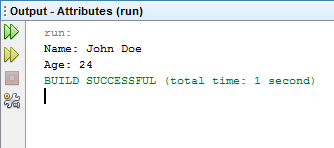 Output - Attributes (run)
run:
Name: John Doe
Age: 24
BUILD SUCCESSFUL (total time: 1 second)